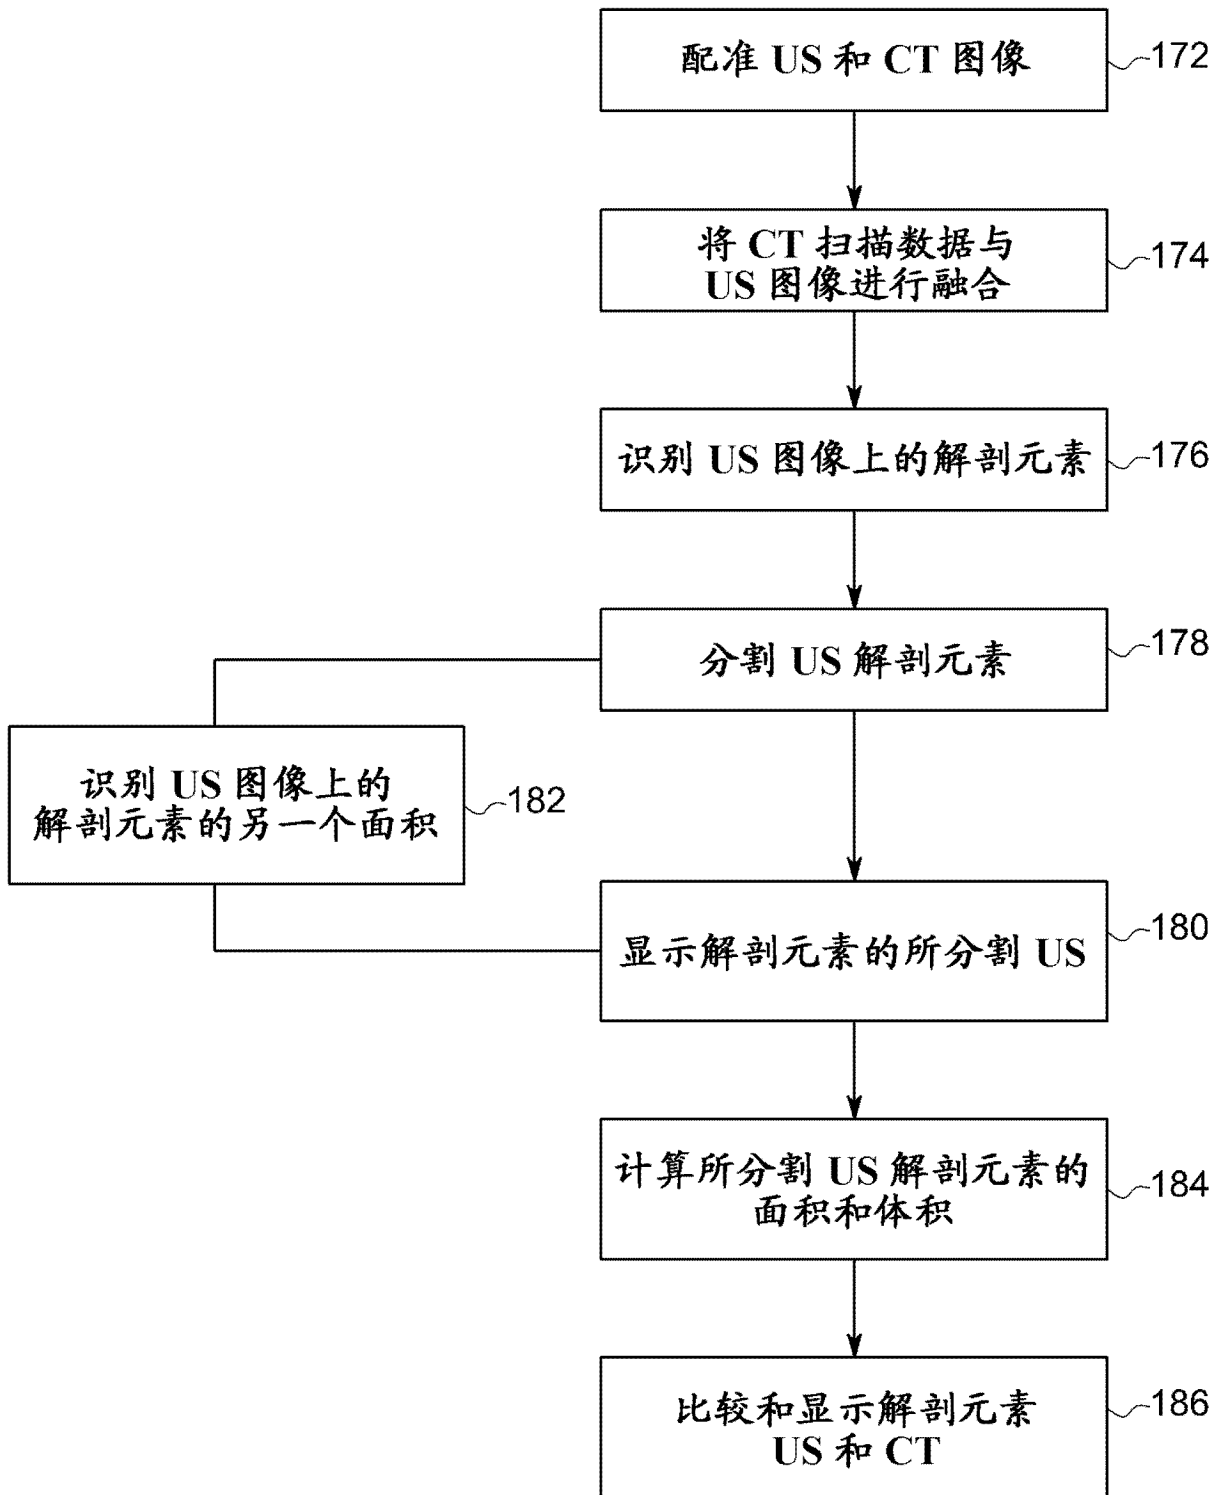 配准 US 和 CT 图像
172
将 CT 扫描数据与
US 图像进行融合
174
识别 US 图像上的解剖元素
176
分割 US 解剖元素
178
识别 US 图像上的
解剖元素的另一个面积
182
显示解剖元素的所分割 US
180
计算所分割 US 解剖元素的
面积和体积
184
比较和显示解剖元素
US 和 CT
186